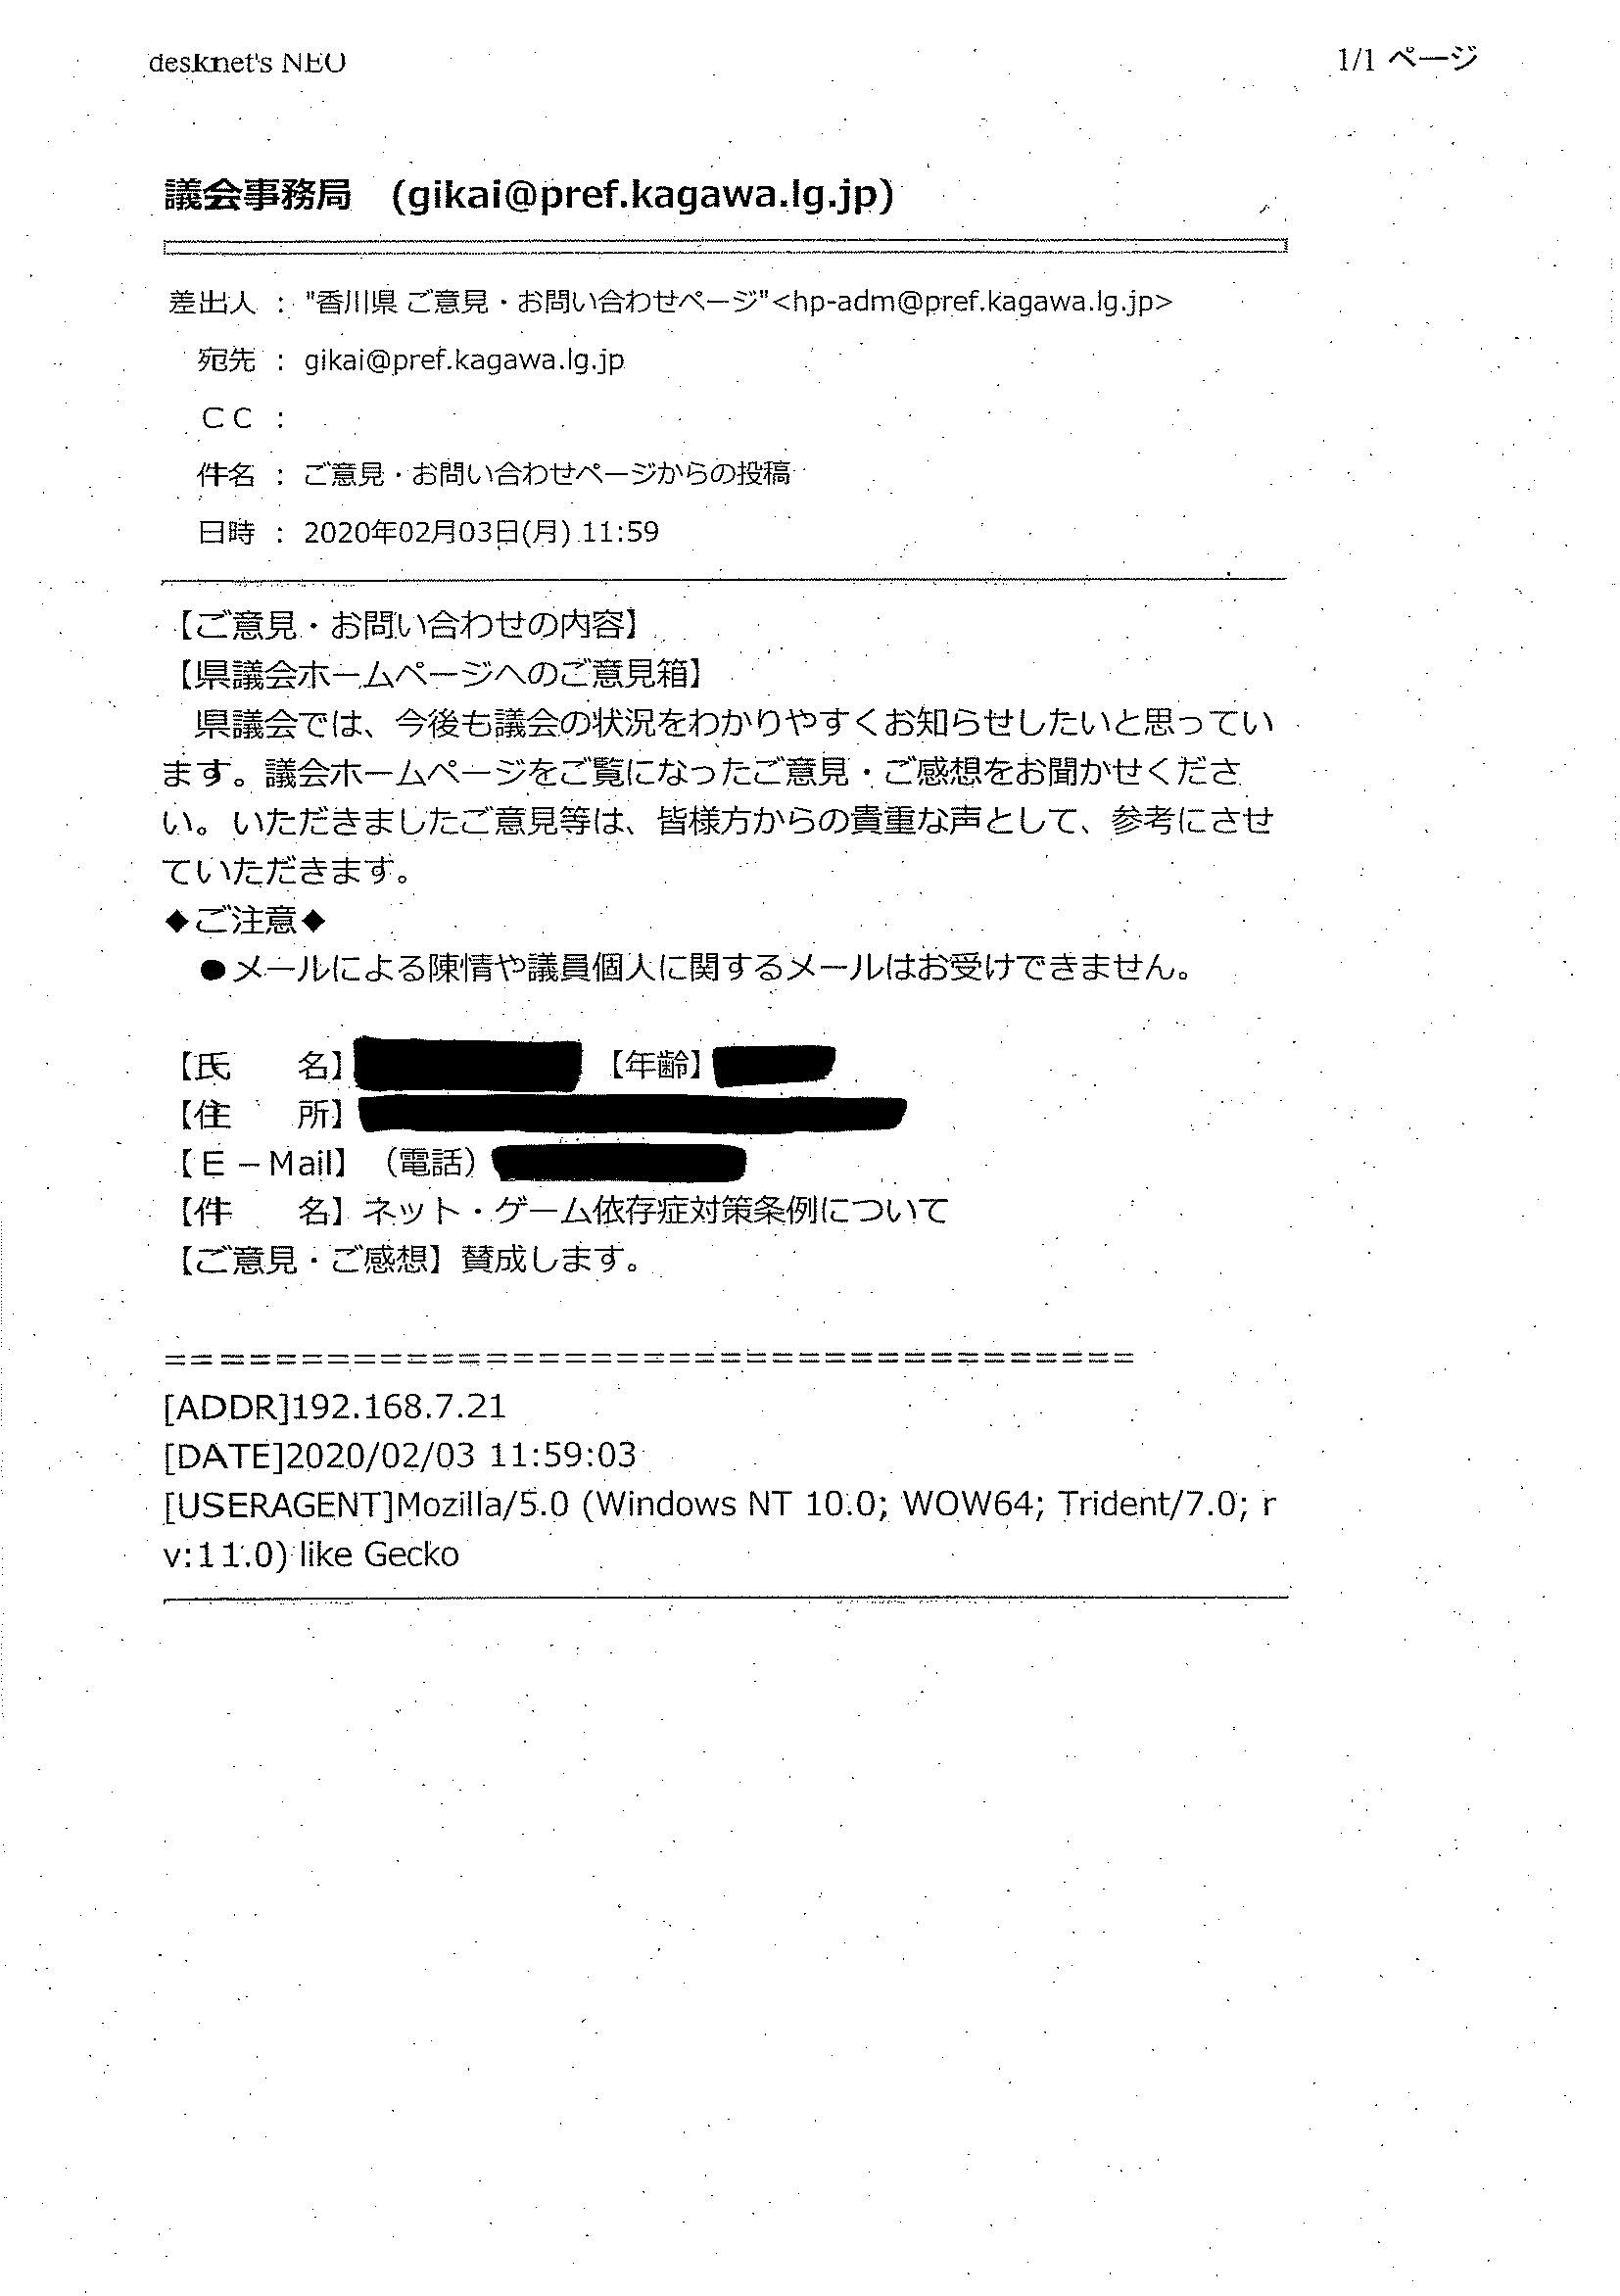 desknet's NEO
1/1 ページ
議会事務局　(gikai@pref.kagawa.lg.jp)
差出人 : "香川県 ご意見・お問い合わせページ"<hp-adm@pref.kagawa.lg.jp>
宛先 : gikai@pref.kagawa.lg.jp
ＣＣ :
件名 : ご意見・お問い合わせページからの投稿
日時 : 2020年02月03日(月) 11:59
【ご意見・お問い合わせの内容】
【県議会ホームページへのご意見箱】
　県議会では、今後も議会の状況をわかりやすくお知らせしたいと思ってい
ます。議会ホームページをご覧になったご意見・ご感想をお聞かせくださ
い。いただきましたご意見等は、皆様方からの貴重な声として、参考にさせ
ていただきます。
◆ご注意◆
　●メールによる陳情や議員個人に関するメールはお受けできません。
【氏　　名】　【年齢】
【住　　所】
【Ｅ－Mail】（電話）
【件　　名】ネット・ゲーム依存症対策条例について
【ご意見・ご感想】賛成します。
=====================================
[ADDR]192.168.7.21
[DATE]2020/02/03 11:59:03
[USERAGENT]Mozilla/5.0 (Windows NT 10.0; WOW64; Trident/7.0; r
v:11.0) like Gecko